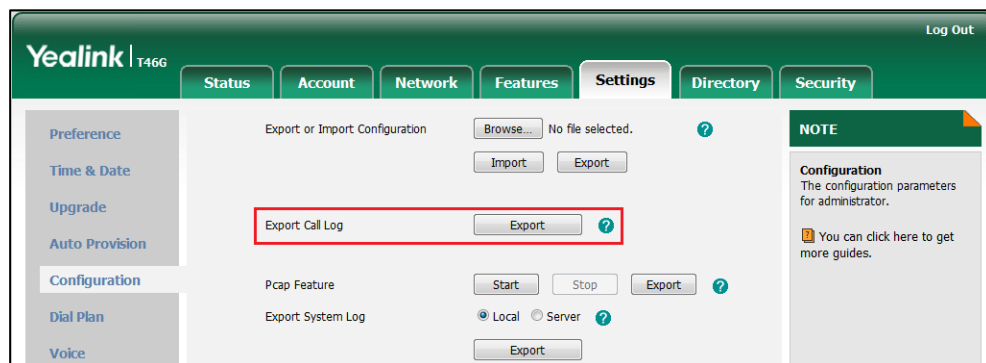 Log Out
Yealink | T46G
Status Account Network Features Settings Directory Security
Preference
Time & Date
Upgrade
Auto Provision
Configuration
Dial Plan
Voice
Export or Import Configuration Browse... No file selected. ?
Import Export
Export Call Log Export ?
Pcap Feature Start Stop Export ?
Export System Log Local Server ?
Export
NOTE
Configuration
The configuration parameters
for administrator.
? You can click here to get
more guides.